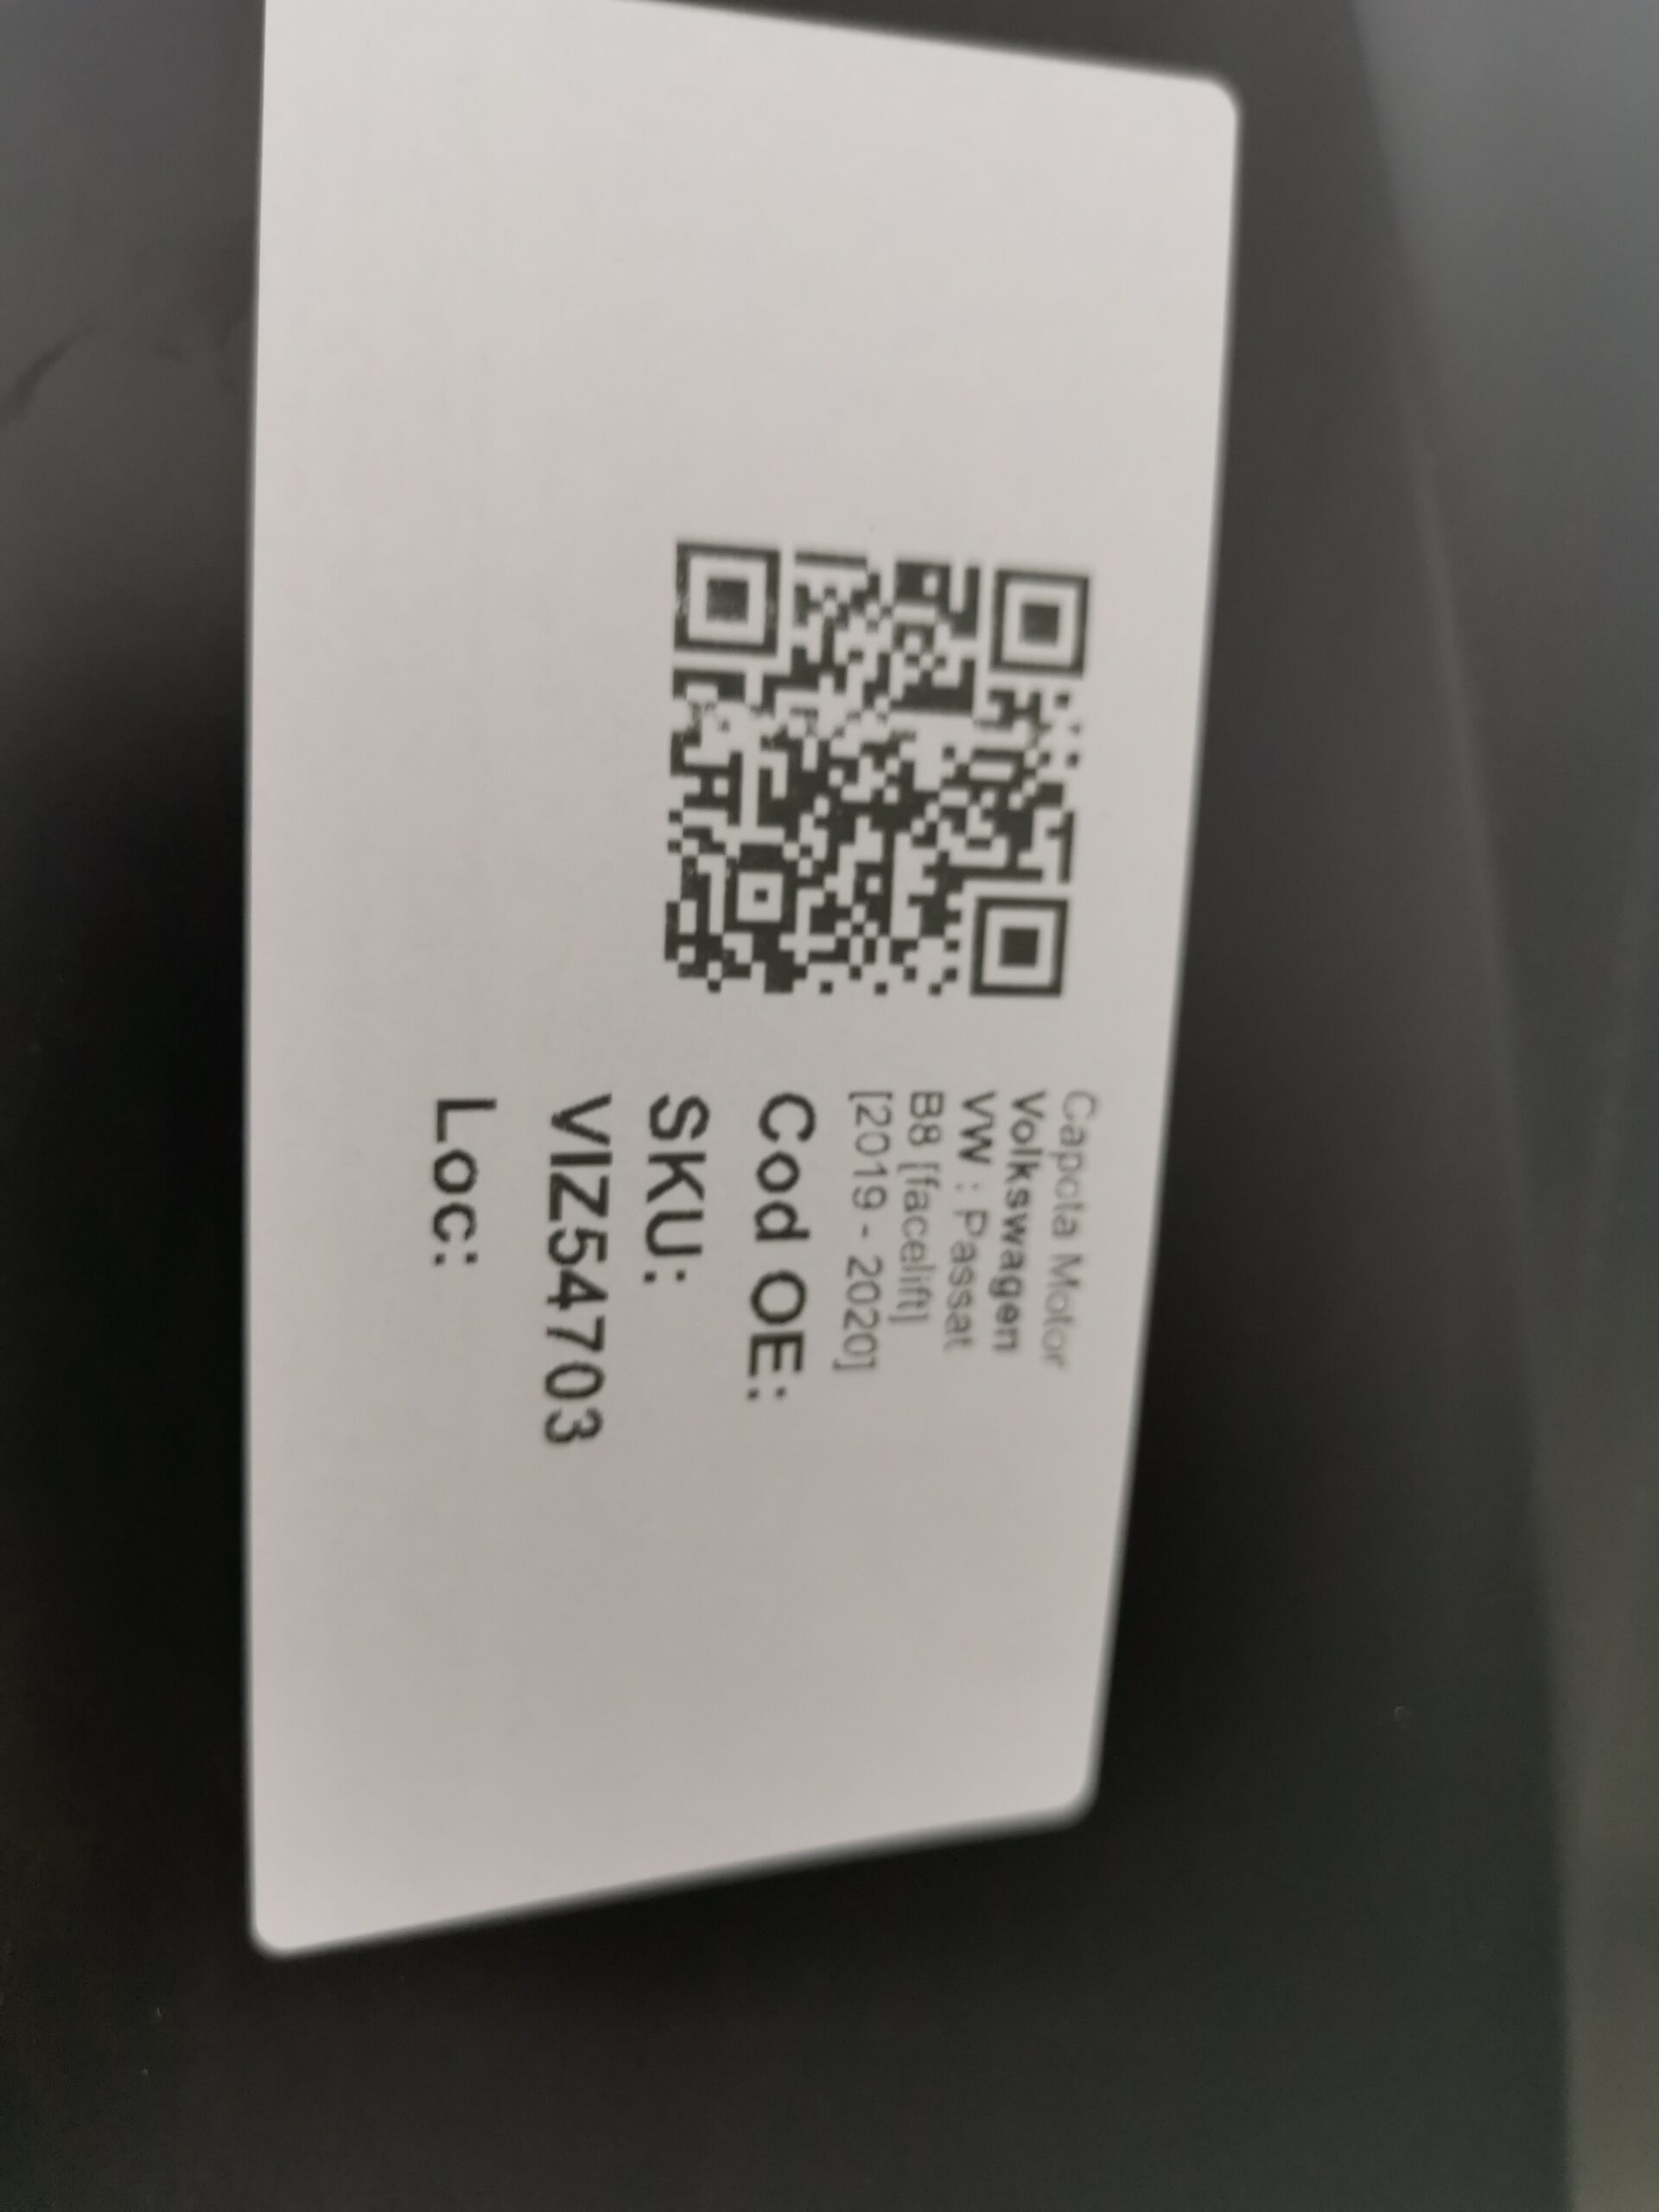 Capota Motor
Volkswagen
VW : Passat
B8 [facelift]
[2019 - 2020]
Cod OE:
SKU:
VIZ54703
Loc: